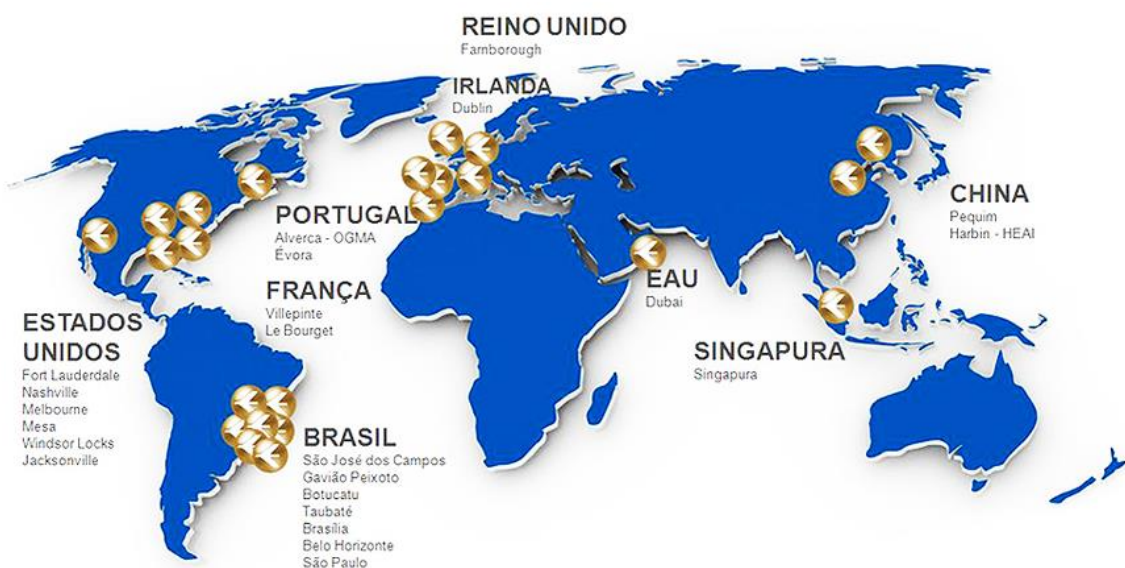 REINO UNIDO
Farnborough
IRLANDA
Dublin
PORTUGAL
Alverca - OGMA
Évora
FRANÇA
Villepinte
Le Bourget
ESTADOS
UNIDOS
Fort Lauderdale
Nashville
Melbourne
Mesa
Windsor Locks
Jacksonville
BRASIL
São José dos Campos
Gavião Peixoto
Botucatu
Taubaté
Brasília
Belo Horizonte
São Paulo
EAU
Dubai
CHINA
Pequim
Harbin - HEAI
SINGAPURA
Singapura